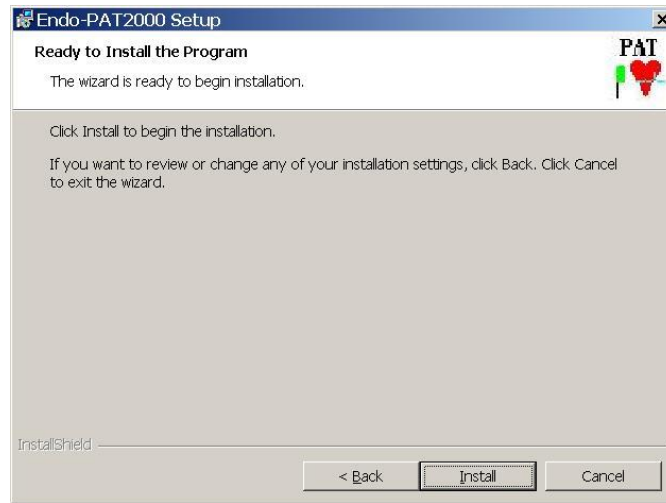 Endo-PAT2000 Setup
Ready to Install the Program
The wizard is ready to begin installation.
PAT
Click Install to begin the installation.
If you want to review or change any of your installation settings, click Back. Click Cancel
to exit the wizard.
InstallShield
< Back
Install
Cancel